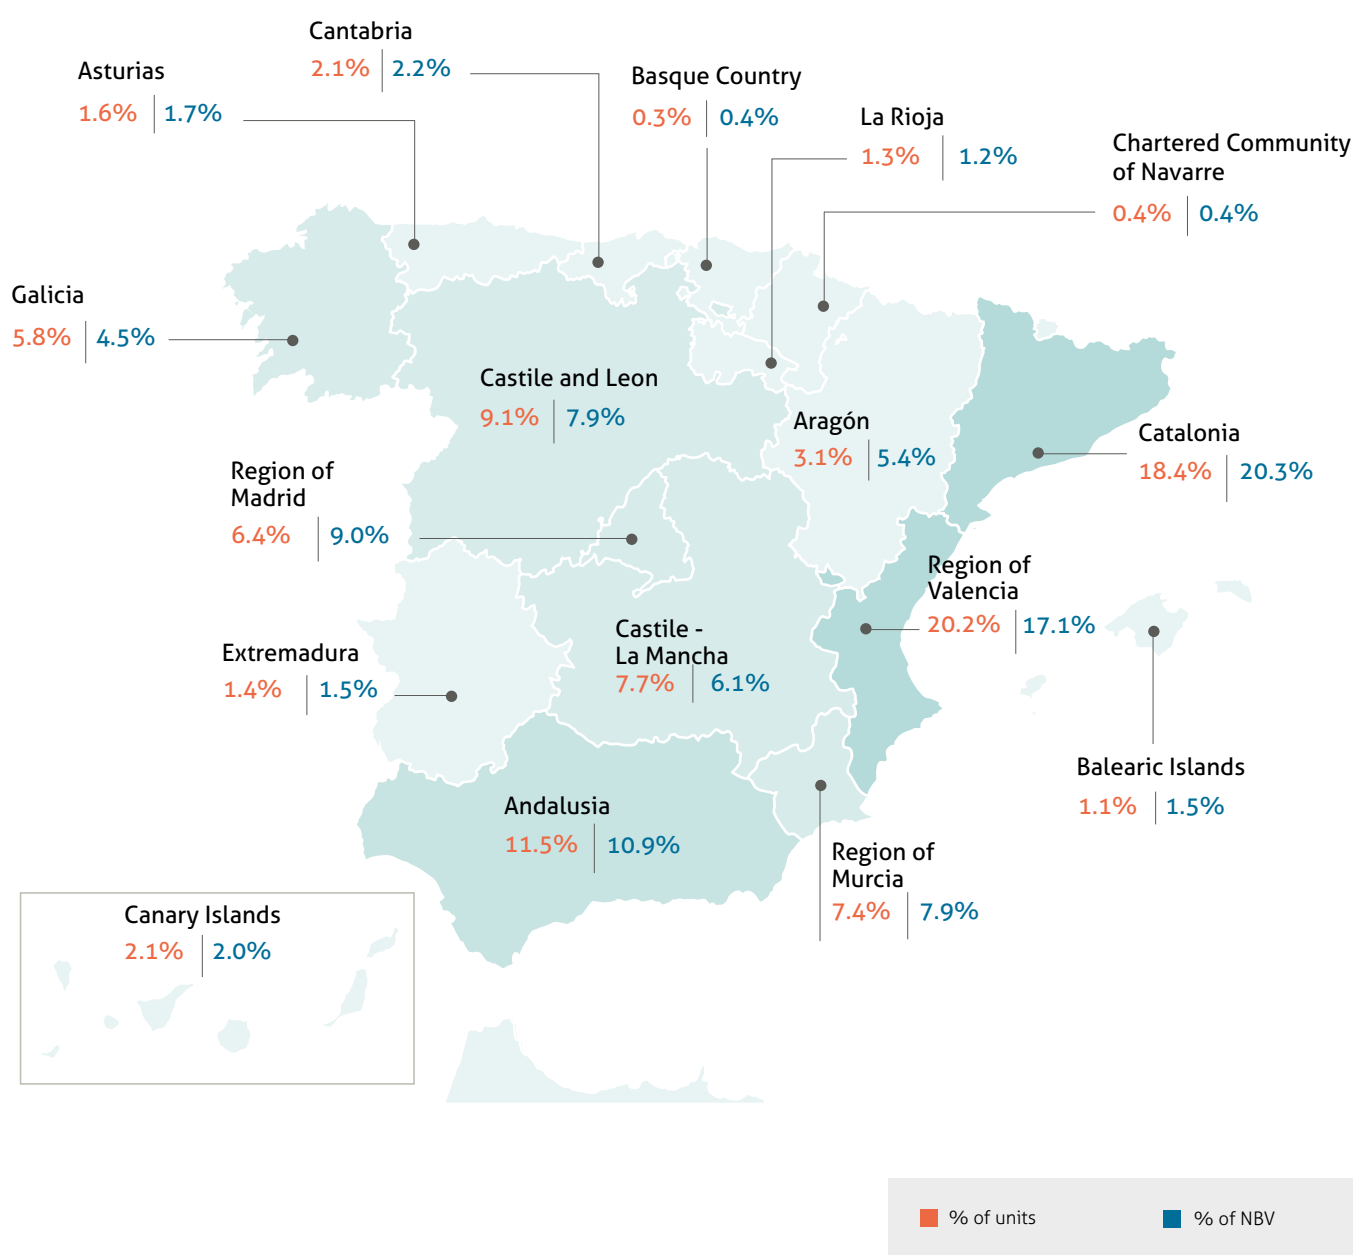 Cantabria
2.1% 2.2%
Asturias
1.6% 1.7%
Basque Country
0.3% 0.4%
La Rioja
1.3% 1.2%
Chartered Community
of Navarre
0.4% 0.4%
Galicia
5.8% 4.5%
Castile and Leon
9.1% 7.9%
Aragón
3.1% 5.4%
Catalonia
18.4% 20.3%
Region of
Madrid
6.4% 9.0%
Region of
Valencia
20.2% 17.1%
Castile -
La Mancha
7.7% 6.1%
Extremadura
1.4% 1.5%
Balearic Islands
1.1% 1.5%
Andalusia
11.5% 10.9%
Region of
Murcia
7.4% 7.9%
Canary Islands
2.1% 2.0%
% of units % of NBV